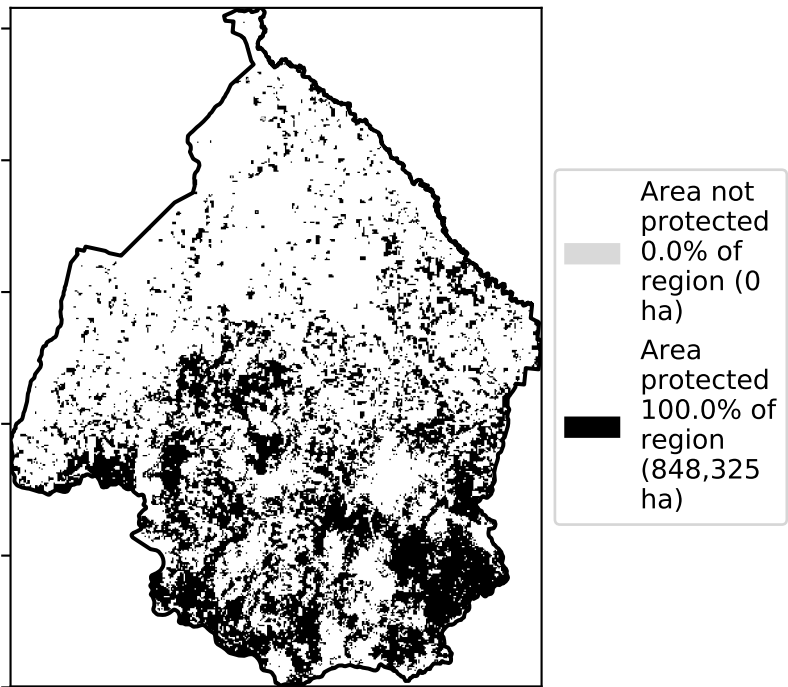 Area not
protected
0.0% of
region (0
ha)
Area
protected
100.0% of
region
(848,325
ha)